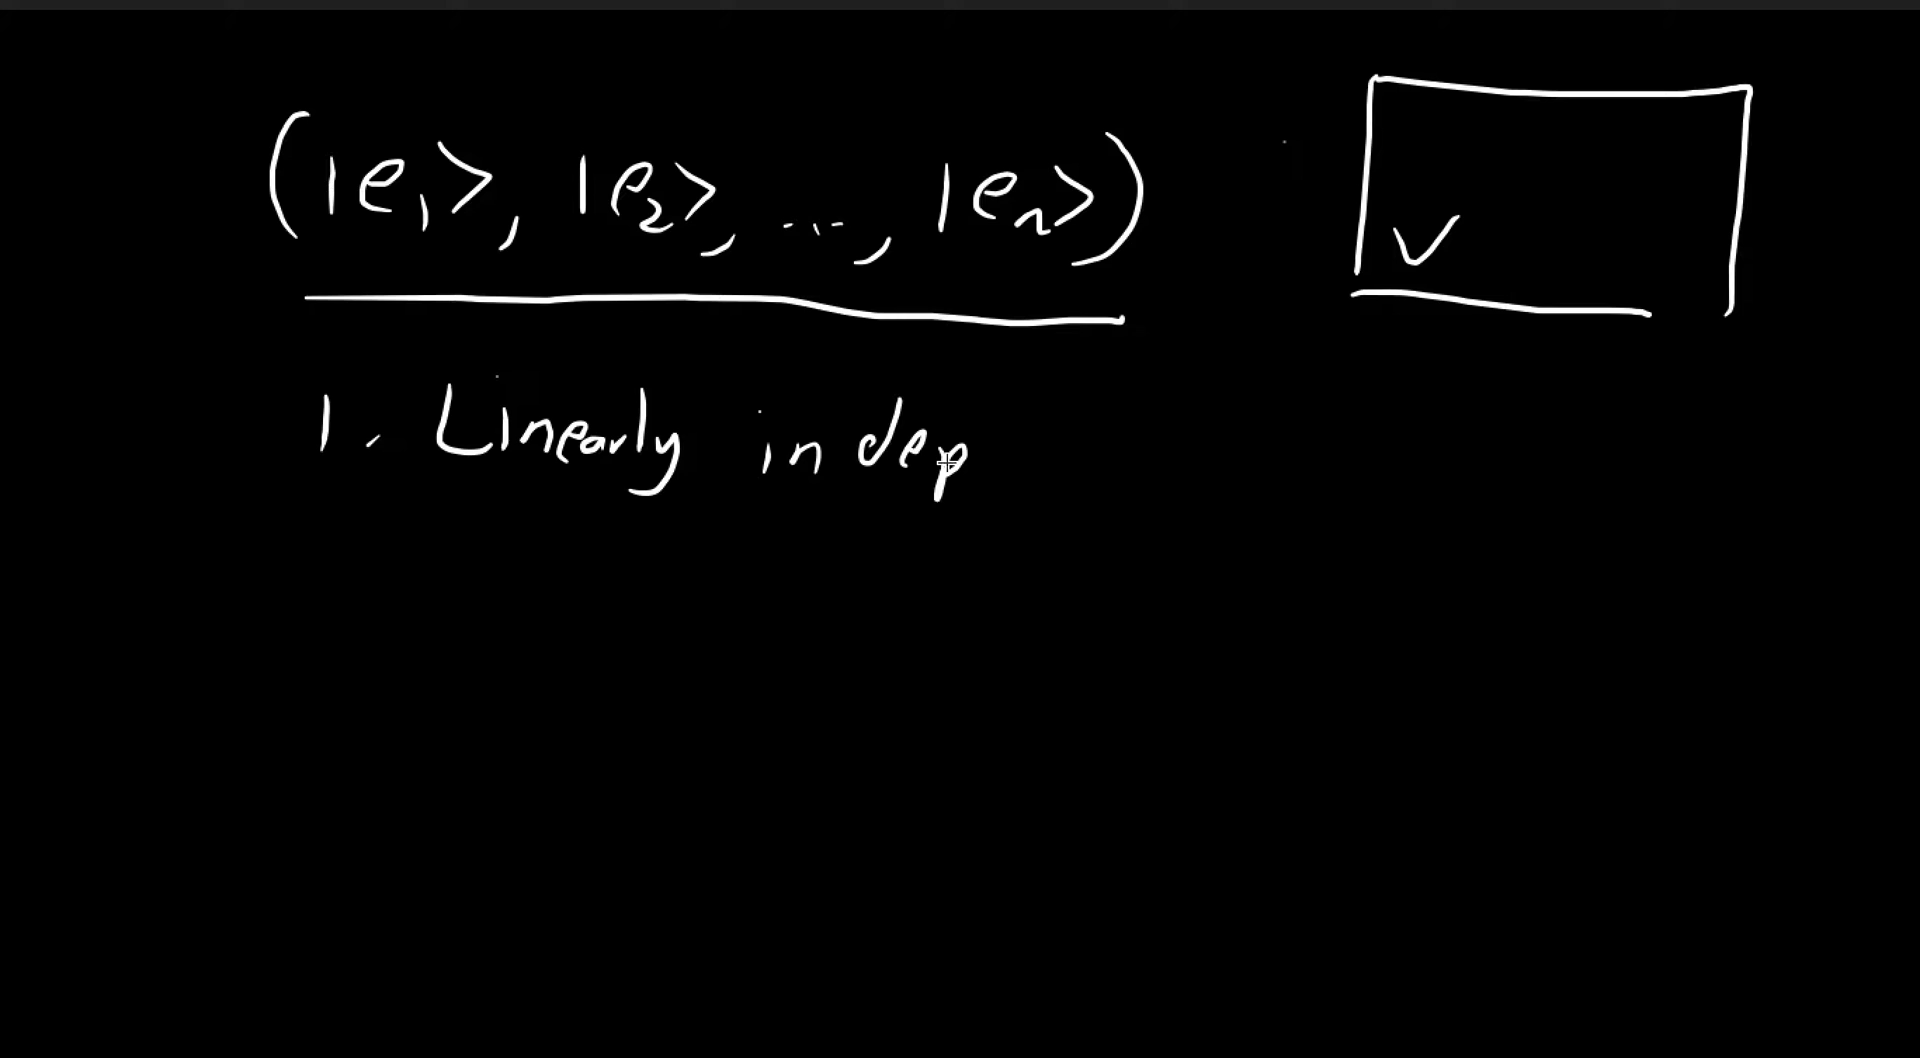 (|e₁>, |e₂>, ..., |eₙ>)
V
1. Linearly indep